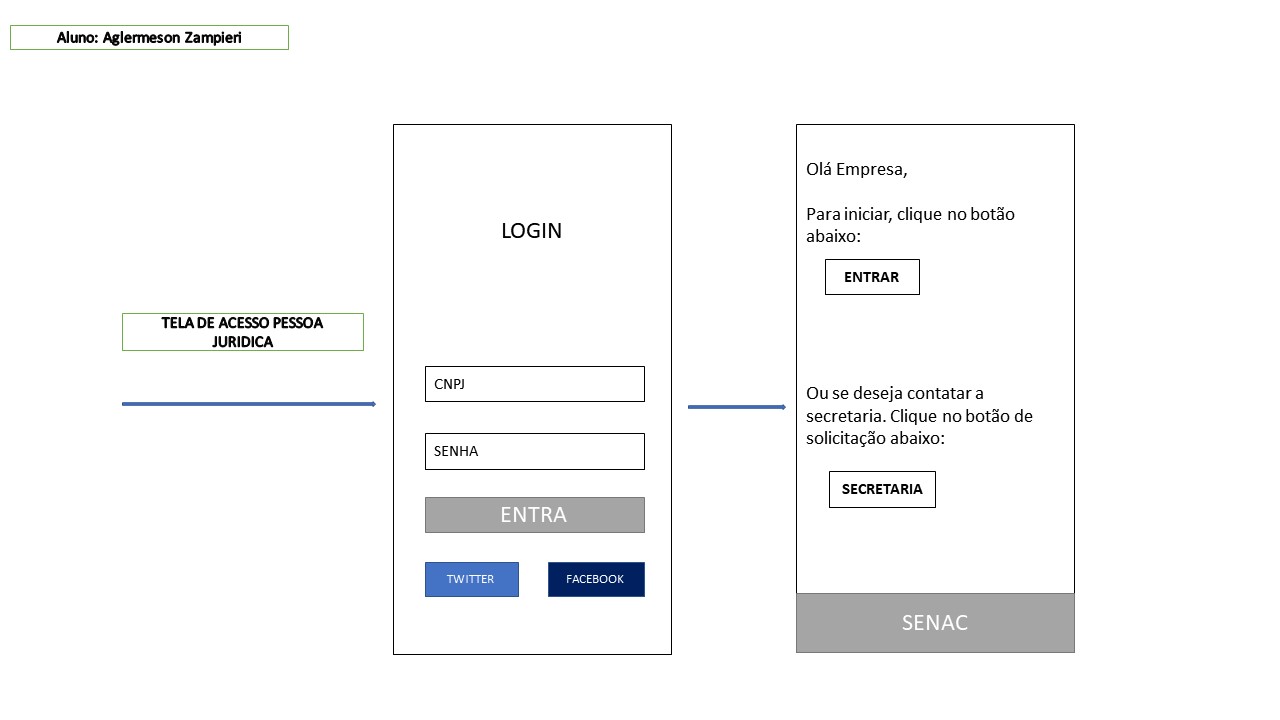 Aluno: Aglermeson Zampieri
TELA DE ACESSO PESSOA
JURIDICA
LOGIN
CNPJ
SENHA
ENTRA
TWITTER
FACEBOOK
Olá Empresa,
Para iniciar, clique no botão
abaixo:
ENTRAR
Ou se deseja contatar a
secretaria. Clique no botão de
solicitação abaixo:
SECRETARIA
SENAC